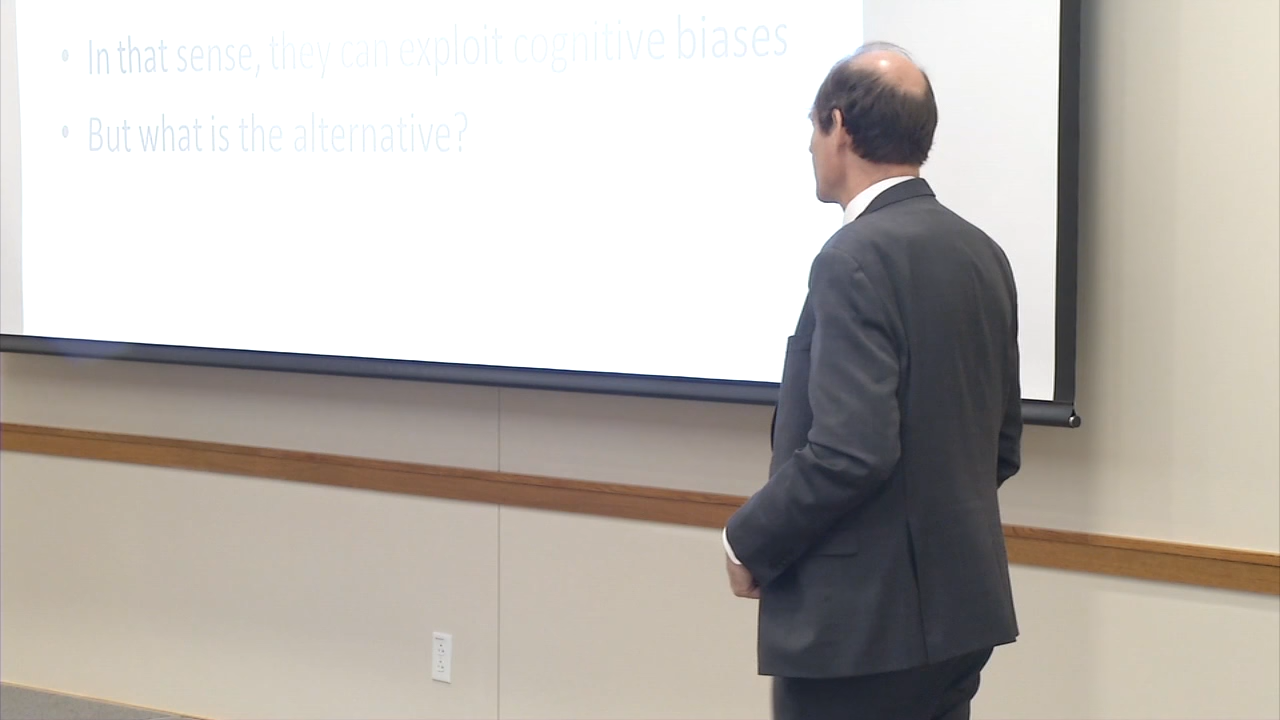 • In that sense, they can exploit cognitive biases
• But what is the alternative?